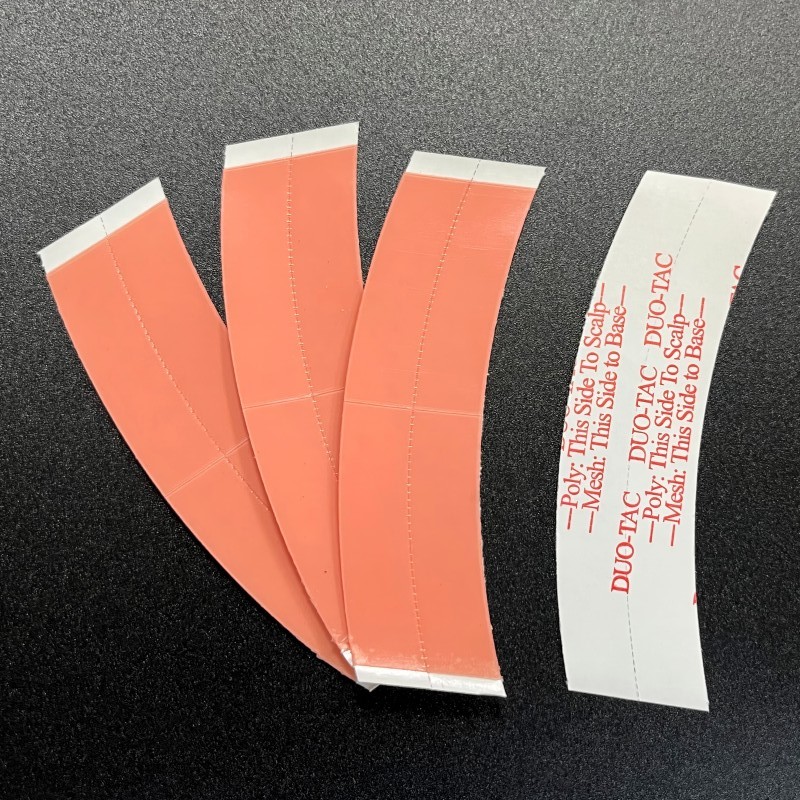 —Poly: This Side To Scalp—
—Mesh: This Side to Base—
DUO-TAC DUO-TAC DUO-TAC
—Poly: This Side To Scalp—
—Mesh: This Side to Base—